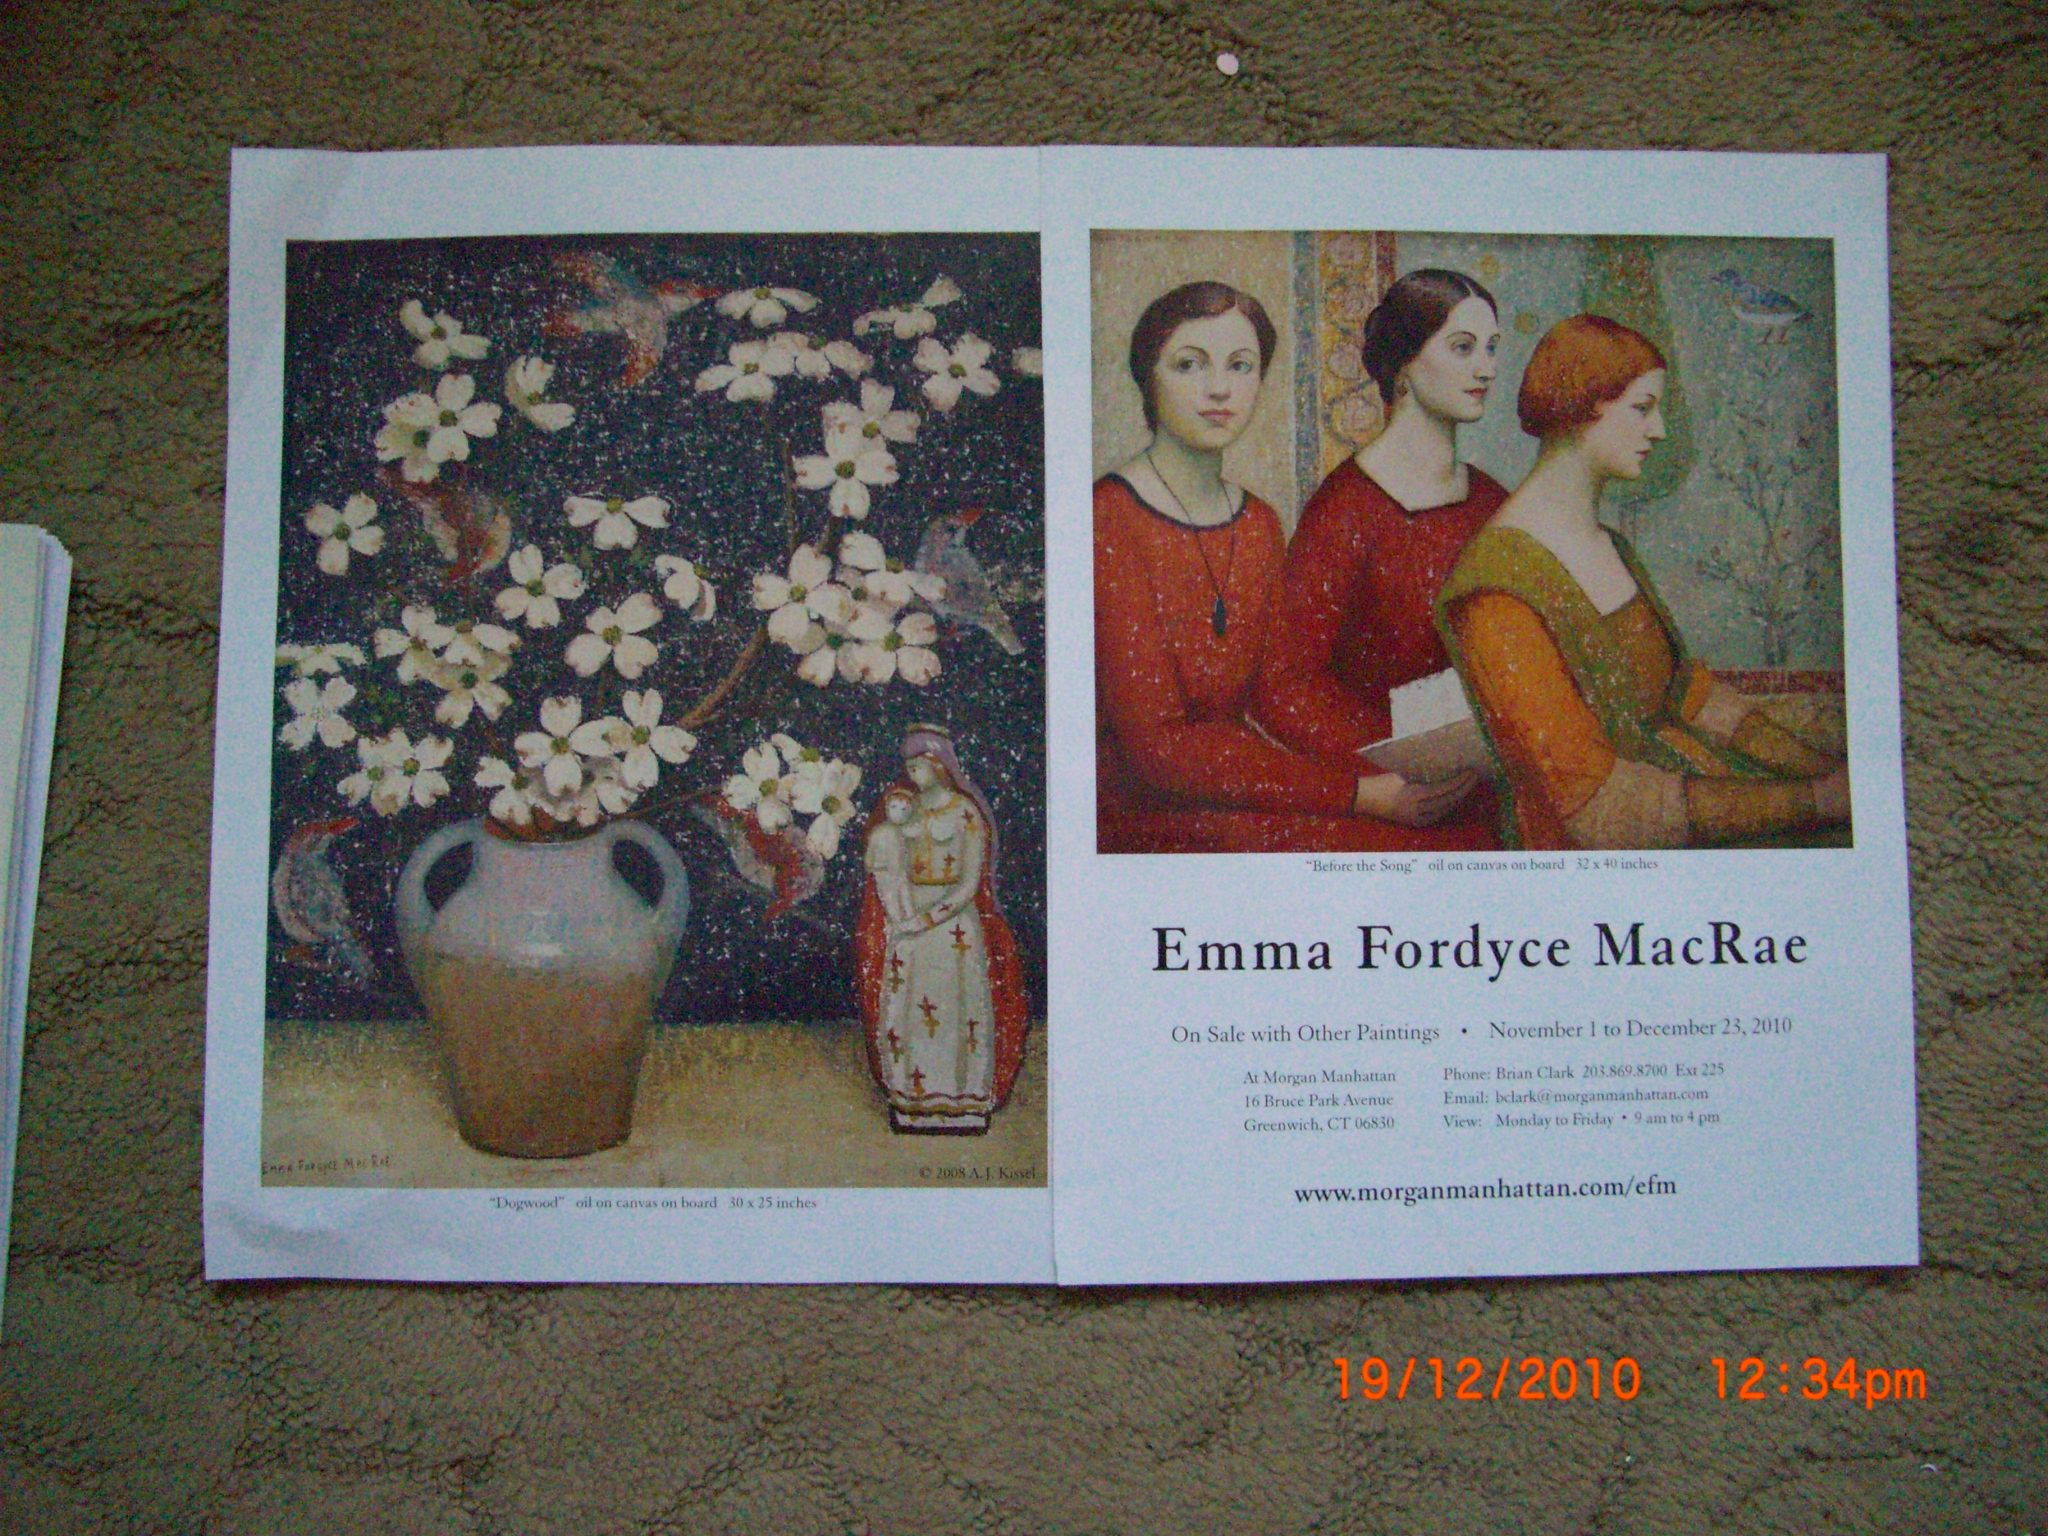 EMMA FORDYCE MAC RAE
© 2008 A. J. Kissel
"Dogwood" oil on canvas on board 30 x 25 inches
"Before the Song" oil on canvas on board 32 x 40 inches
Emma Fordyce MacRae
On Sale with Other Paintings • November 1 to December 23, 2010
At Morgan Manhattan
16 Bruce Park Avenue
Greenwich, CT 06830
Phone: Brian Clark 203.869.8700 Ext 225
Email: bclark@morganmanhattan.com
View: Monday to Friday • 9 am to 4 pm
www.morganmanhattan.com/efm
19/12/2010 12:34pm